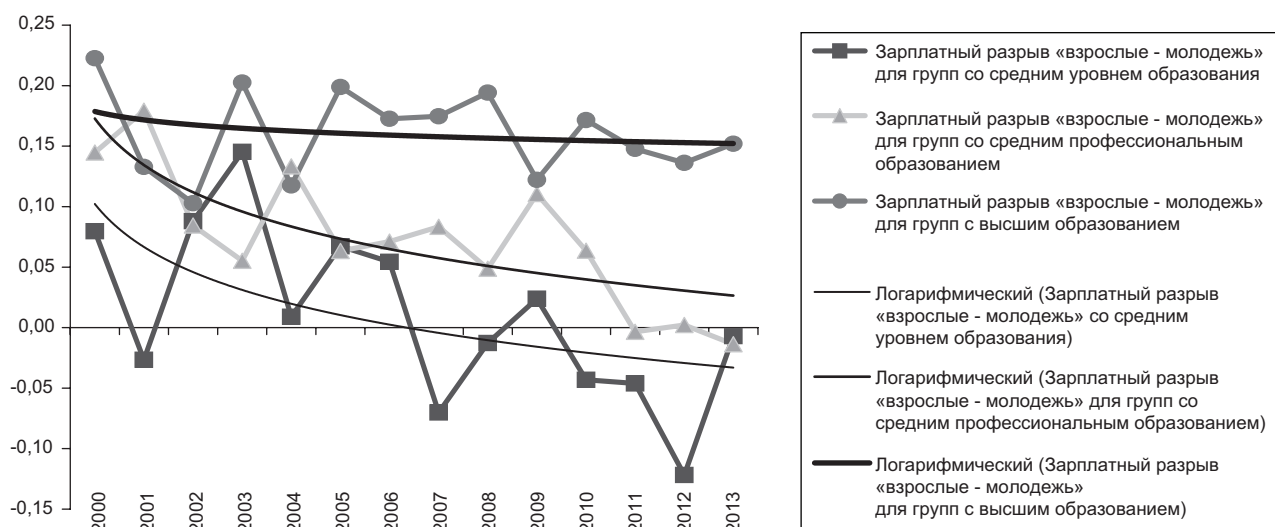 0,25
0,20
0,15
0,10
0,05
0,00
-0,05
-0,10
-0,15
2000
2001
2002
2003
2004
2005
2006
2007
2008
2009
2010
2011
2012
2013
Зарплатный разрыв «взрослые - молодежь»
для групп со средним уровнем образования
Зарплатный разрыв «взрослые - молодежь»
для групп со средним профессиональным
образованием
Зарплатный разрыв «взрослые - молодежь»
для групп с высшим образованием
Логарифмический (Зарплатный разрыв
«взрослые - молодежь» со средним
уровнем образования)
Логарифмический (Зарплатный разрыв
«взрослые - молодежь» для групп со
средним профессиональным образованием)
Логарифмический (Зарплатный разрыв
«взрослые - молодежь»
для групп с высшим образованием)